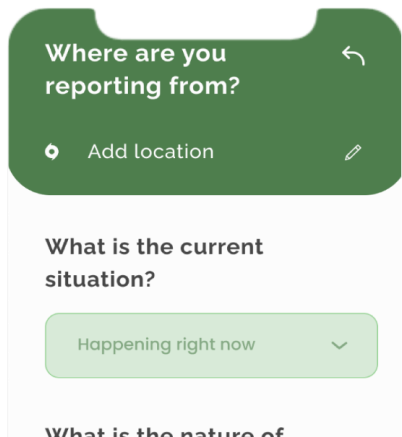 Where are you
reporting from?
Add location
What is the current
situation?
Happening right now
What is the nature of